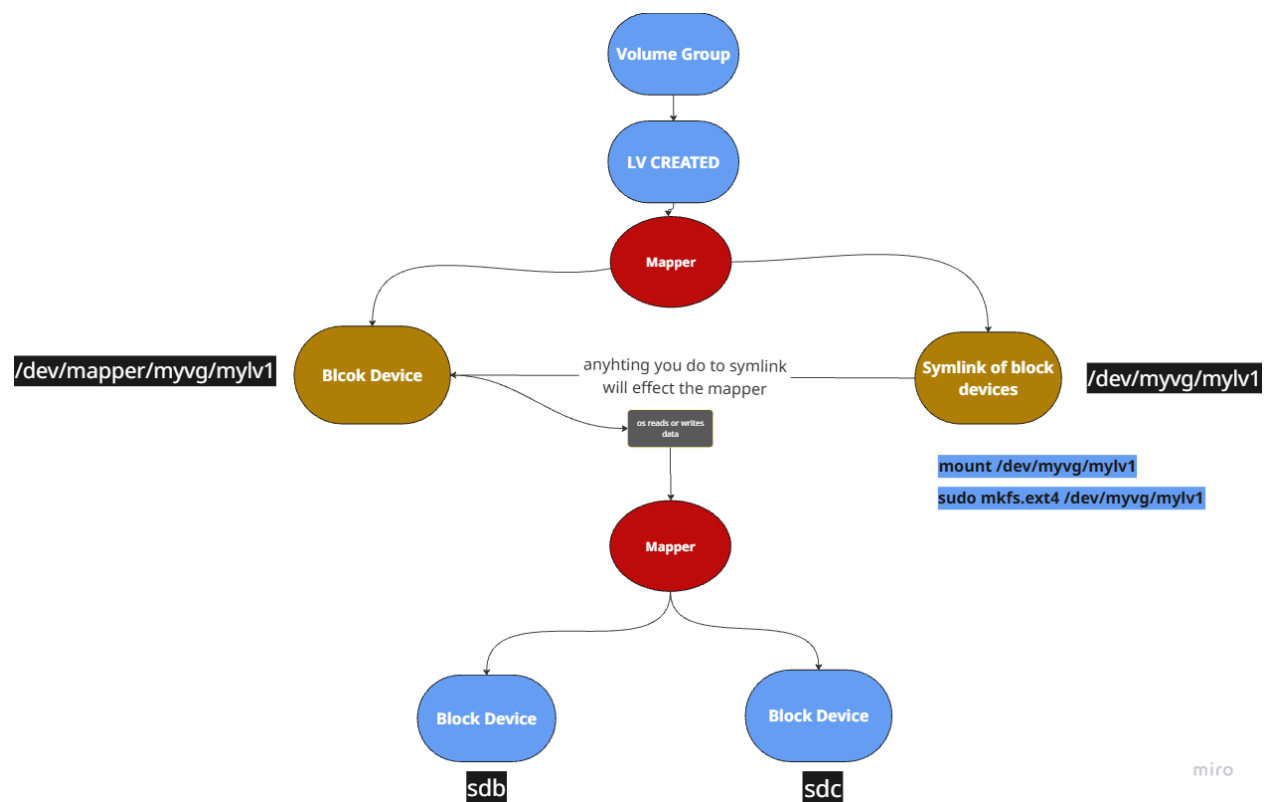 Volume Group
LV CREATED
Mapper
/dev/mapper/myvg/mylv1
Blcok Device
anyhting you do to symlink
will effect the mapper
Symlink of block
devices
/dev/myvg/mylv1
os reads or writes
data
mount /dev/myvg/mylv1
sudo mkfs.ext4 /dev/myvg/mylv1
Mapper
Block Device
Block Device
sdb
sdc
miro